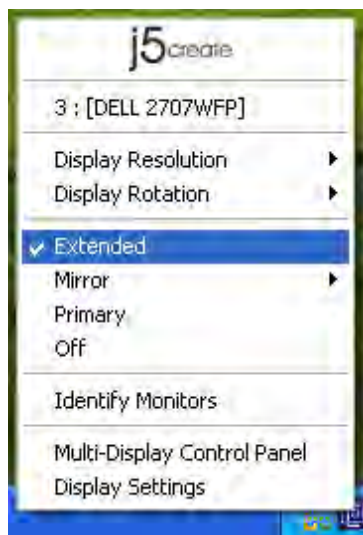 j5create
3 : [DELL 2707WFP]
Display Resolution
Display Rotation
Extended
Mirror
Primary
Off
Identify Monitors
Multi-Display Control Panel
Display Settings